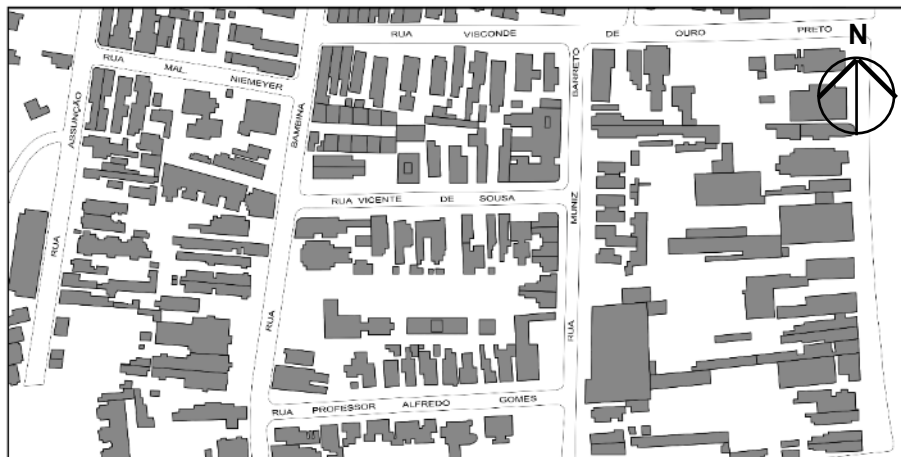 RUA VISCONDE DE OURO PRETO
N
RUA MAL. NIEMEYER
RUA ASSUNÇÃO
RUA BAMBINA
RUA MUNIZ BARRETO
RUA VICENTE DE SOUSA
RUA PROFESSOR ALFREDO GOMES